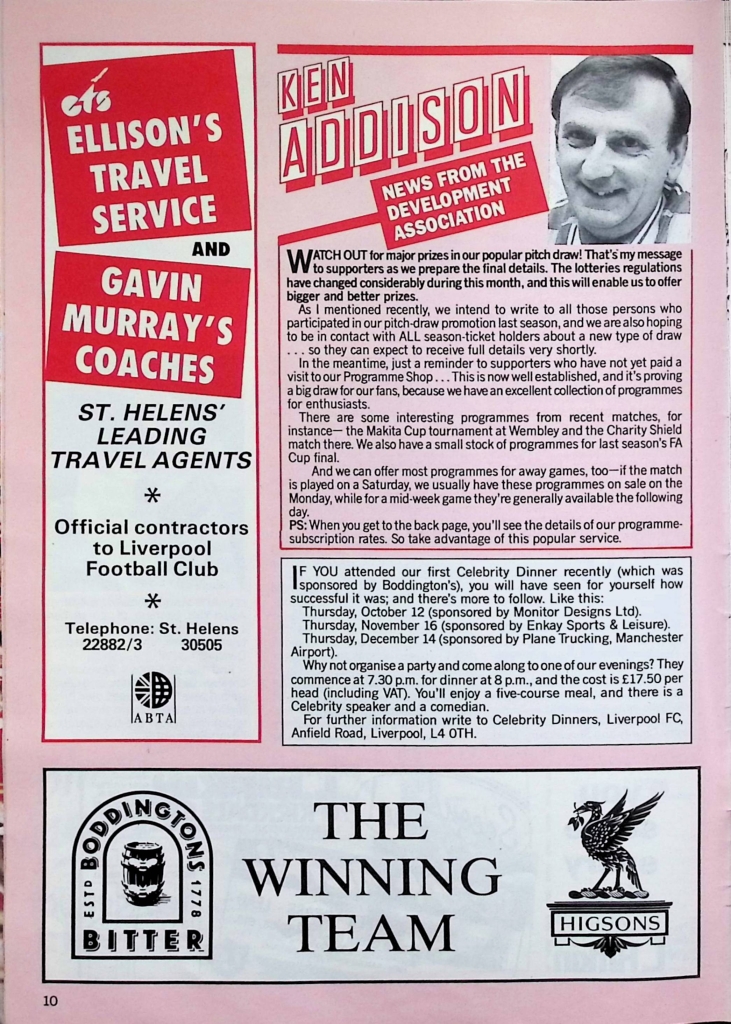 ets
ELLISON'S
TRAVEL
SERVICE
AND
GAVIN
MURRAY'S
COACHES
ST. HELENS'
LEADING
TRAVEL AGENTS
*
Official contractors
to Liverpool
Football Club
*
Telephone: St. Helens
22882/3 30505
ABTA
KEN
ADDISON
NEWS FROM THE
DEVELOPMENT
ASSOCIATION
WATCH OUT for major prizes in our popular pitch draw! That's my message
to supporters as we prepare the final details. The lotteries regulations
have changed considerably during this month, and this will enable us to offer
bigger and better prizes.
As I mentioned recently, we intend to write to all those persons who
participated in our pitch-draw promotion last season, and we are also hoping
to be in contact with ALL season-ticket holders about a new type of draw
. . . so they can expect to receive full details very shortly.
In the meantime, just a reminder to supporters who have not yet paid a
visit to our Programme Shop . . . This is now well established, and it's proving
a big draw for our fans, because we have an excellent collection of programmes
for enthusiasts.
There are some interesting programmes from recent matches, for
instance— the Makita Cup tournament at Wembley and the Charity Shield
match there. We also have a small stock of programmes for last season's FA
Cup final.
And we can offer most programmes for away games, too—if the match
is played on a Saturday, we usually have these programmes on sale on the
Monday, while for a mid-week game they're generally available the following
day.
PS: When you get to the back page, you'll see the details of our programme-
subscription rates. So take advantage of this popular service.
IF YOU attended our first Celebrity Dinner recently (which was
sponsored by Boddington's), you will have seen for yourself how
successful it was; and there's more to follow. Like this:
Thursday, October 12 (sponsored by Monitor Designs Ltd).
Thursday, November 16 (sponsored by Enkay Sports & Leisure).
Thursday, December 14 (sponsored by Plane Trucking, Manchester
Airport).
Why not organise a party and come along to one of our evenings? They
commence at 7.30 p.m. for dinner at 8 p.m., and the cost is £17.50 per
head (including VAT). You'll enjoy a five-course meal, and there is a
Celebrity speaker and a comedian.
For further information write to Celebrity Dinners, Liverpool FC,
Anfield Road, Liverpool, L4 OTH.
BODDINGTONS
ESTD 1778
BITTER
THE
WINNING
TEAM
HIGSONS
10